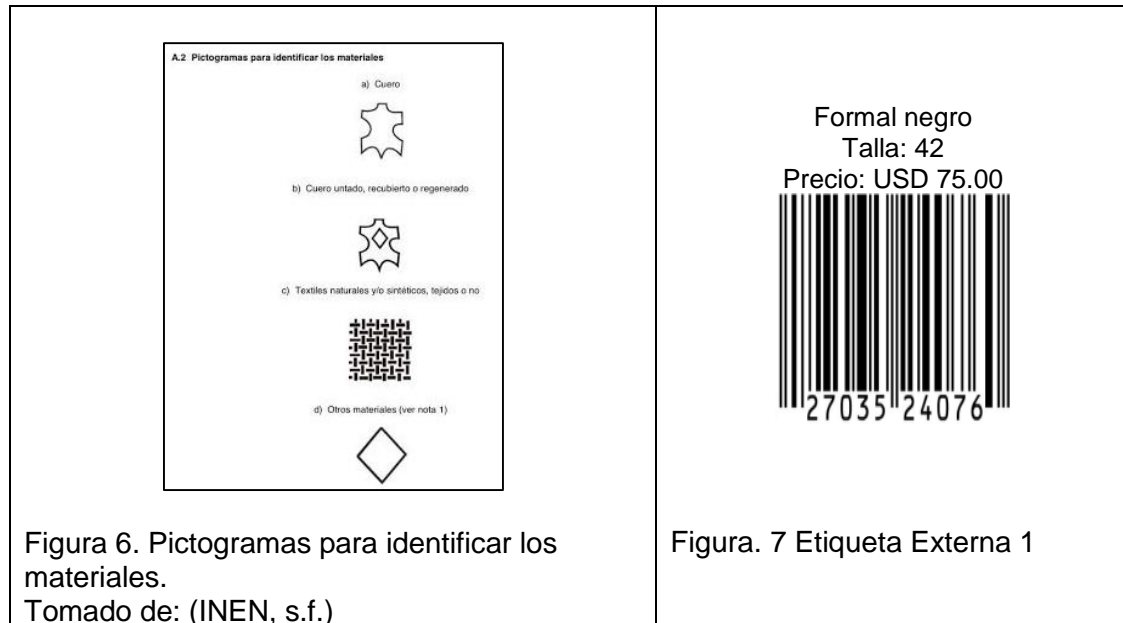 A.2 Pictogramas para identificar los materiales
a) Cuero
b) Cuero untado, recubierto o regenerado
c) Textiles naturales y/o sintéticos, tejidos o no
d) Otros materiales (ver nota 1)
Figura 6. Pictogramas para identificar los
materiales.
Tomado de: (INEN, s.f.)
Formal negro
Talla: 42
Precio: USD 75.00
27035 24076
Figura. 7 Etiqueta Externa 1